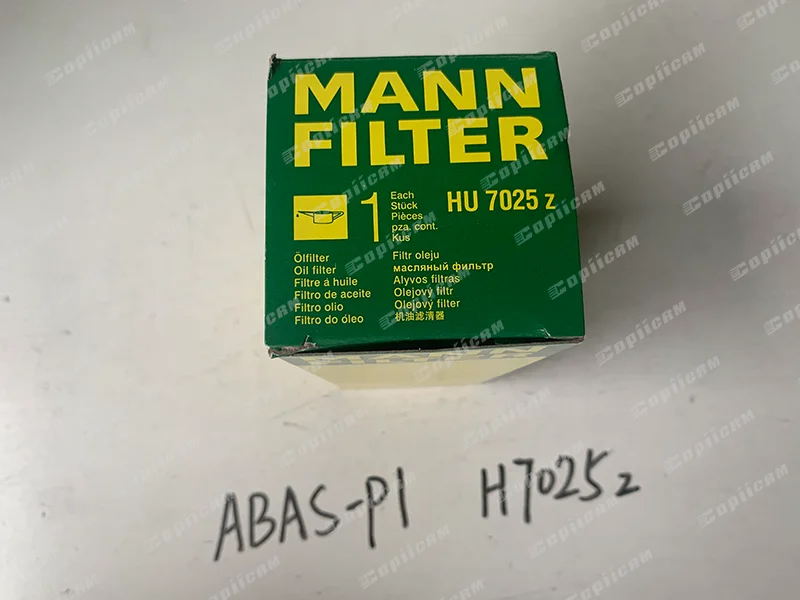 MANN
FILTER
1
Each
Stück
Pièces
pza. cont.
Kus
HU 7025 z
Ölfilter
Oil filter
Filtre à huile
Filtro de aceite
Filtro olio
Filtro do óleo
Filtr oleju
масляный фильтр
Alyvos filtras
Olejový filtr
Olejový filter
机油滤清器
MANN
ABAS-P1 H7025z
Copiicam